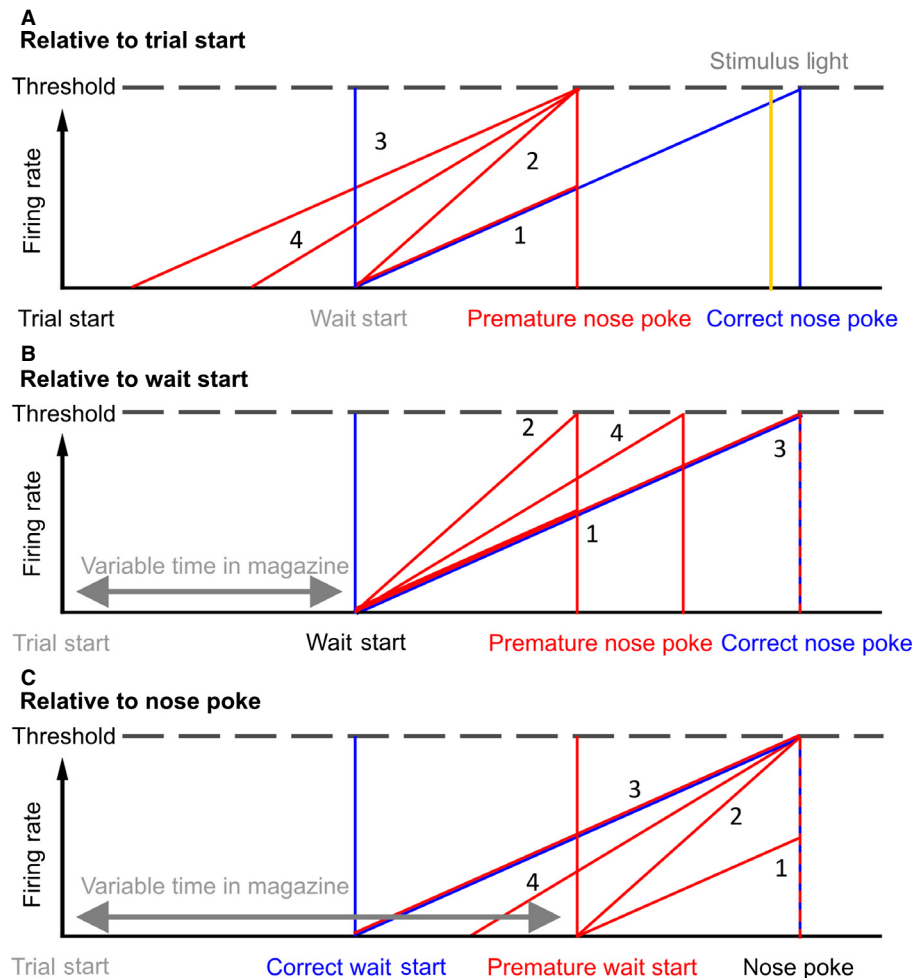 A
Relative to trial start
Stimulus light
Threshold
Firing rate
3
2
4
1
Trial start Wait start Premature nose poke Correct nose poke
B
Relative to wait start
Threshold
Firing rate
2 4 3
1
Variable time in magazine
Trial start Wait start Premature nose poke Correct nose poke
C
Relative to nose poke
Threshold
Firing rate
3
2
4 1
Variable time in magazine
Trial start Correct wait start Premature wait start Nose poke